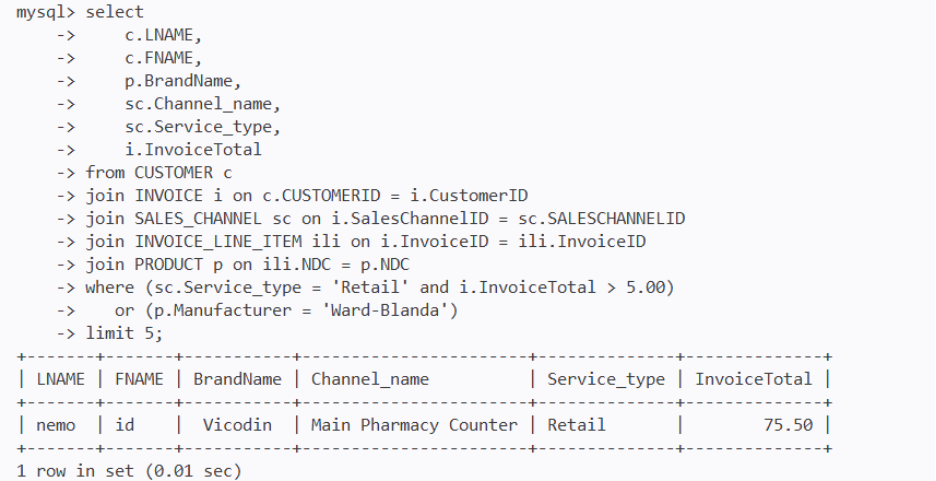 mysql> select
    ->     c.LNAME,
    ->     c.FNAME,
    ->     p.BrandName,
    ->     sc.Channel_name,
    ->     sc.Service_type,
    ->     i.InvoiceTotal
    -> from CUSTOMER c
    -> join INVOICE i on c.CUSTOMERID = i.CustomerID
    -> join SALES_CHANNEL sc on i.SalesChannelID = sc.SALESCHANNELID
    -> join INVOICE_LINE_ITEM ili on i.InvoiceID = ili.InvoiceID
    -> join PRODUCT p on ili.NDC = p.NDC
    -> where (sc.Service_type = 'Retail' and i.InvoiceTotal > 5.00)
    ->    or (p.Manufacturer = 'Ward-Blanda')
    -> limit 5;
+-------+-------+-----------+-----------------------+--------------+--------------+
| LNAME | FNAME | BrandName | Channel_name          | Service_type | InvoiceTotal |
+-------+-------+-----------+-----------------------+--------------+--------------+
| nemo  | id    |  Vicodin  | Main Pharmacy Counter | Retail       |        75.50 |
+-------+-------+-----------+-----------------------+--------------+--------------+
1 row in set (0.01 sec)